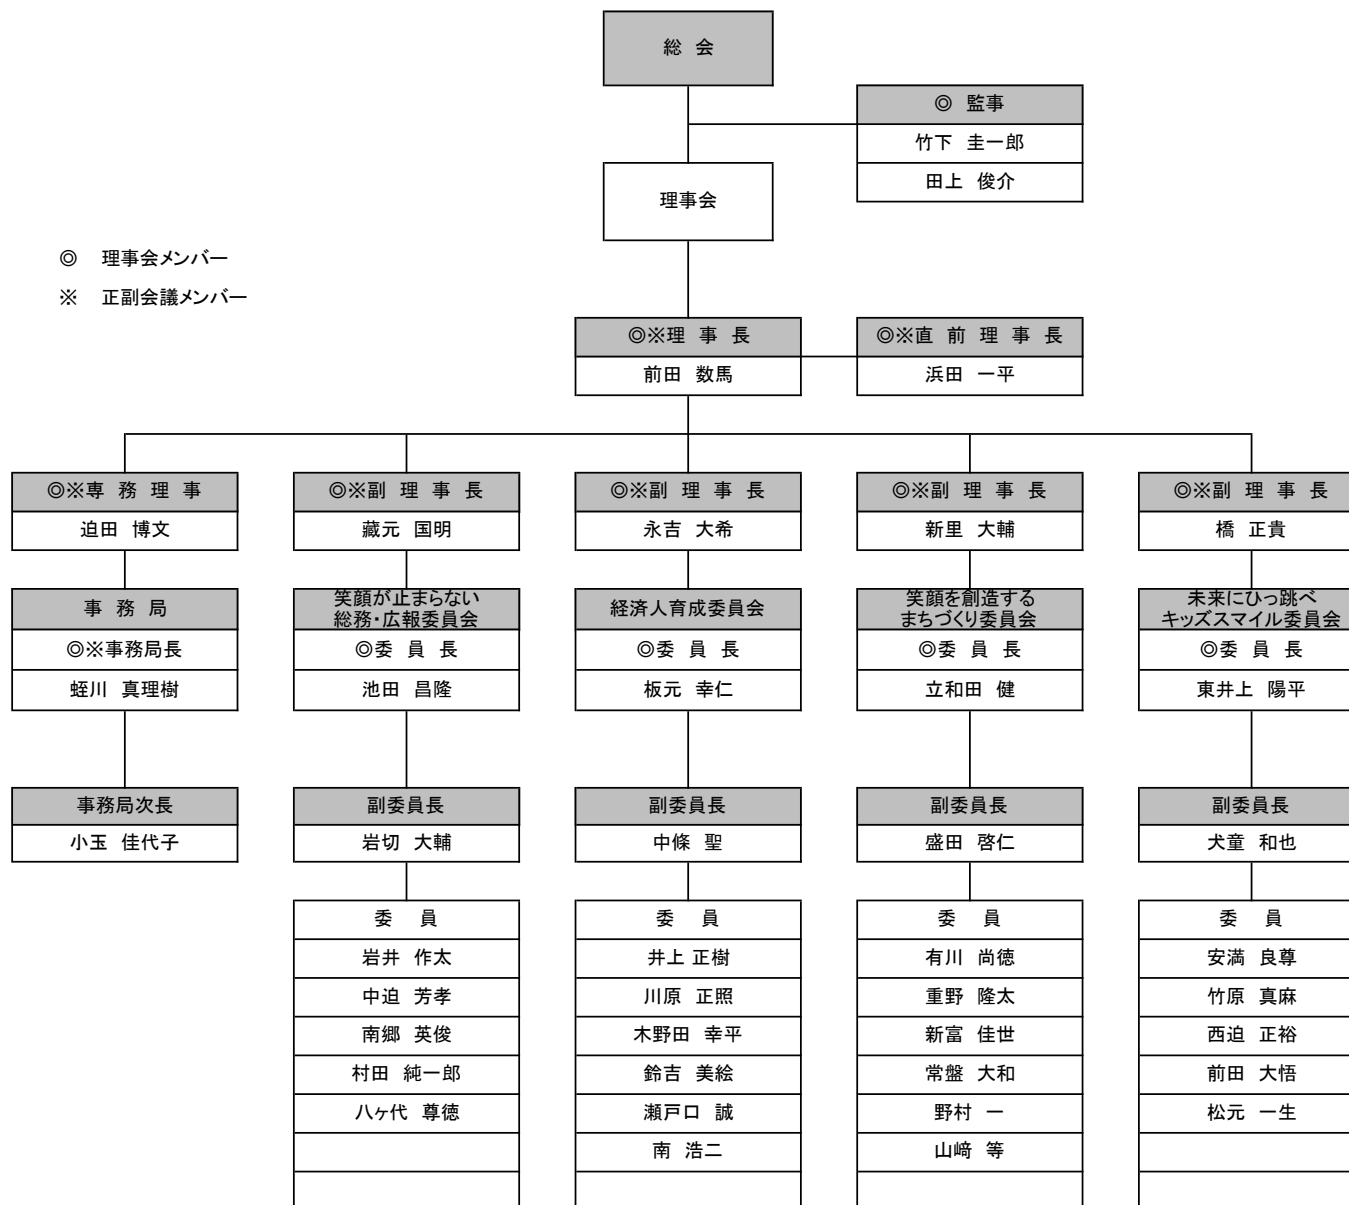 総 会
◎ 監事
竹下 圭一郎
田上 俊介
理事会
◎ 理事会メンバー
※ 正副会議メンバー
◎※理 事 長
前田 数馬
◎※直 前 理 事 長
浜田 一平
◎※専 務 理 事
迫田 博文
事 務 局
◎※事務局長
蛭川 真理樹
事務局次長
小玉 佳代子
◎※副 理 事 長
藏元 国明
笑顔が止まらない
総務・広報委員会
◎委 員 長
池田 昌隆
副委員長
岩切 大輔
委 員
岩井 作太
中迫 芳孝
南郷 英俊
村田 純一郎
八ヶ代 尊徳
◎※副 理 事 長
永吉 大希
経済人育成委員会
◎委 員 長
板元 幸仁
副委員長
中條 聖
委 員
井上 正樹
川原 正照
木野田 幸平
鈴吉 美絵
瀬戸口 誠
南 浩二
◎※副 理 事 長
新里 大輔
笑顔を創造する
まちづくり委員会
◎委 員 長
立和田 健
副委員長
盛田 啓仁
委 員
有川 尚徳
重野 隆太
新富 佳世
常盤 大和
野村 一
山﨑 等
◎※副 理 事 長
橋 正貴
未来にひっ跳べ
キッズスマイル委員会
◎委 員 長
東井上 陽平
副委員長
犬童 和也
委 員
安満 良尊
竹原 真麻
西迫 正裕
前田 大悟
松元 一生